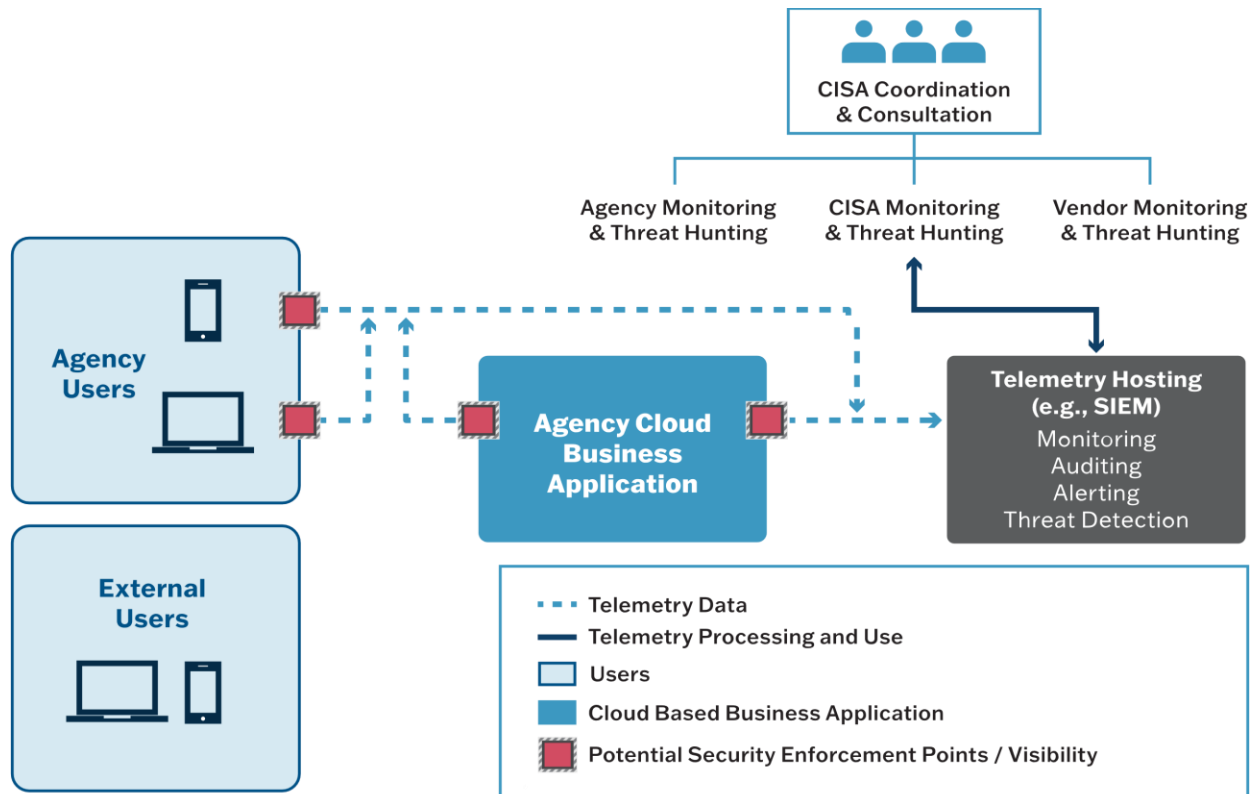 CISA Coordination
& Consultation
Agency Monitoring
& Threat Hunting
CISA Monitoring
& Threat Hunting
Vendor Monitoring
& Threat Hunting
Agency
Users
Agency Cloud
Business
Application
Telemetry Hosting
(e.g., SIEM)
Monitoring
Auditing
Alerting
Threat Detection
External
Users
Telemetry Data
Telemetry Processing and Use
Users
Cloud Based Business Application
Potential Security Enforcement Points / Visibility